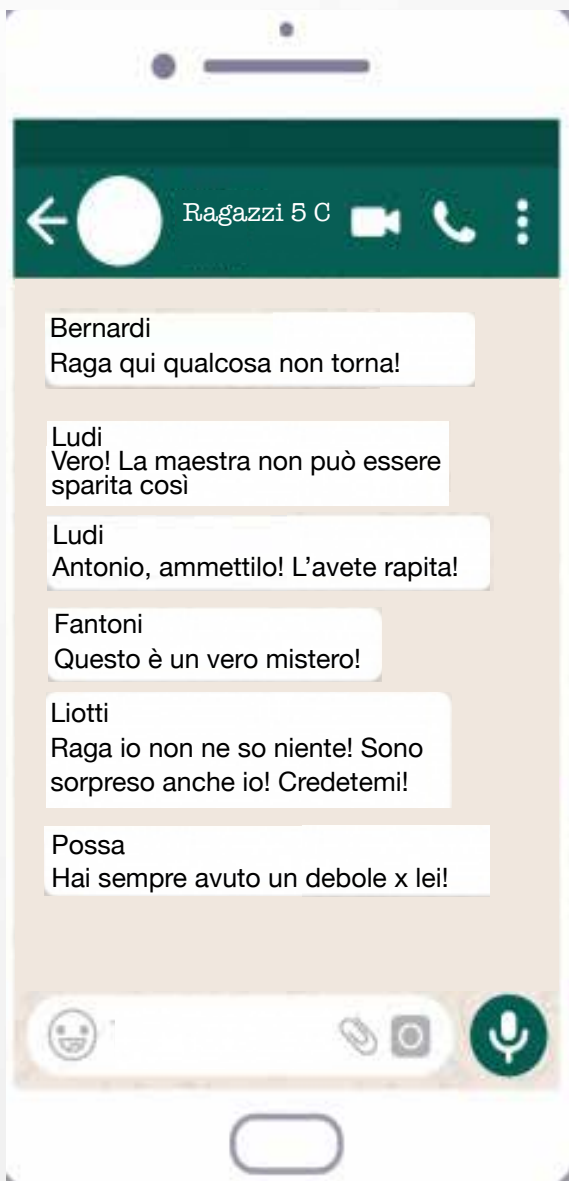 Ragazzi 5 C
Bernardi
Raga qui qualcosa non torna!
Ludi
Vero! La maestra non può essere
sparita così
Ludi
Antonio, ammettilo! L’avete rapita!
Fantoni
Questo è un vero mistero!
Liotti
Raga io non ne so niente! Sono
sorpreso anche io! Credetemi!
Possa
Hai sempre avuto un debole x lei!